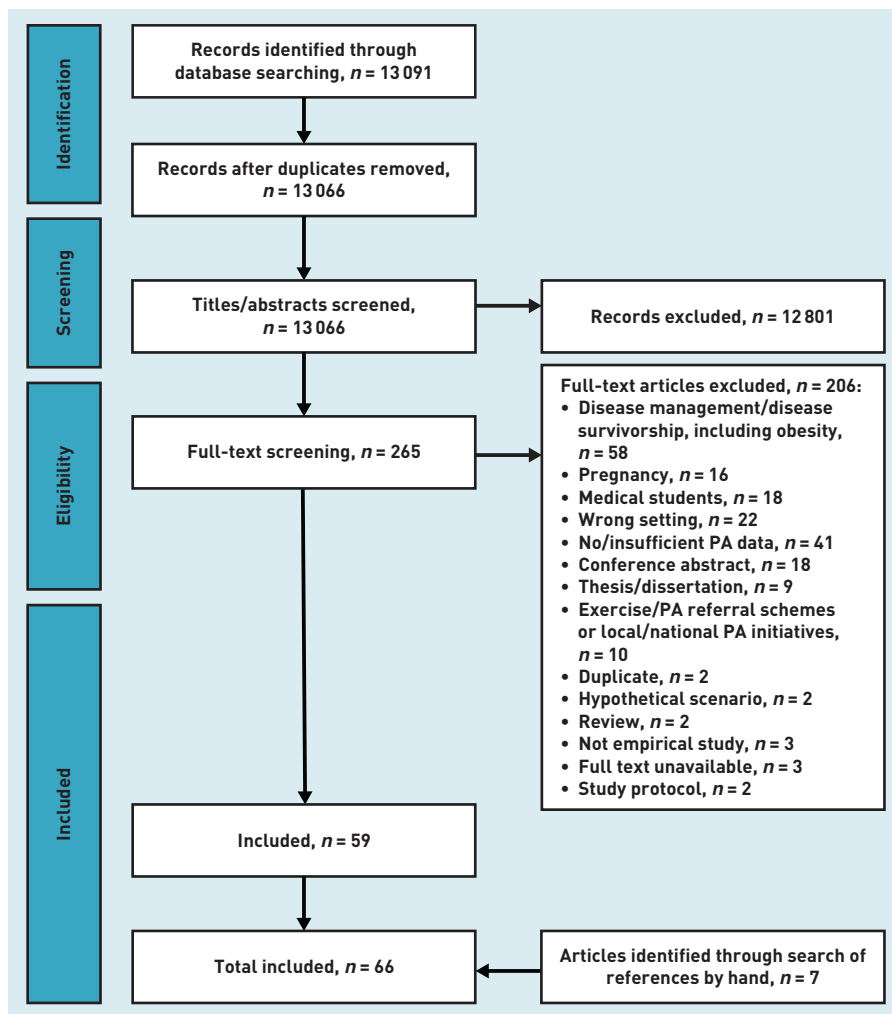 Identification
Records identified through
database searching, n = 13 091
Records after duplicates removed,
n = 13 066
Screening
Titles/abstracts screened,
n = 13 066
Records excluded, n = 12 801
Eligibility
Full-text screening, n = 265
Full-text articles excluded, n = 206:
• Disease management/disease
survivorship, including obesity,
n = 58
• Pregnancy, n = 16
• Medical students, n = 18
• Wrong setting, n = 22
• No/insufficient PA data, n = 41
• Conference abstract, n = 18
• Thesis/dissertation, n = 9
• Exercise/PA referral schemes
or local/national PA initiatives,
n = 10
• Duplicate, n = 2
• Hypothetical scenario, n = 2
• Review, n = 2
• Not empirical study, n = 3
• Full text unavailable, n = 3
• Study protocol, n = 2
Included
Included, n = 59
Total included, n = 66
Articles identified through search of
references by hand, n = 7